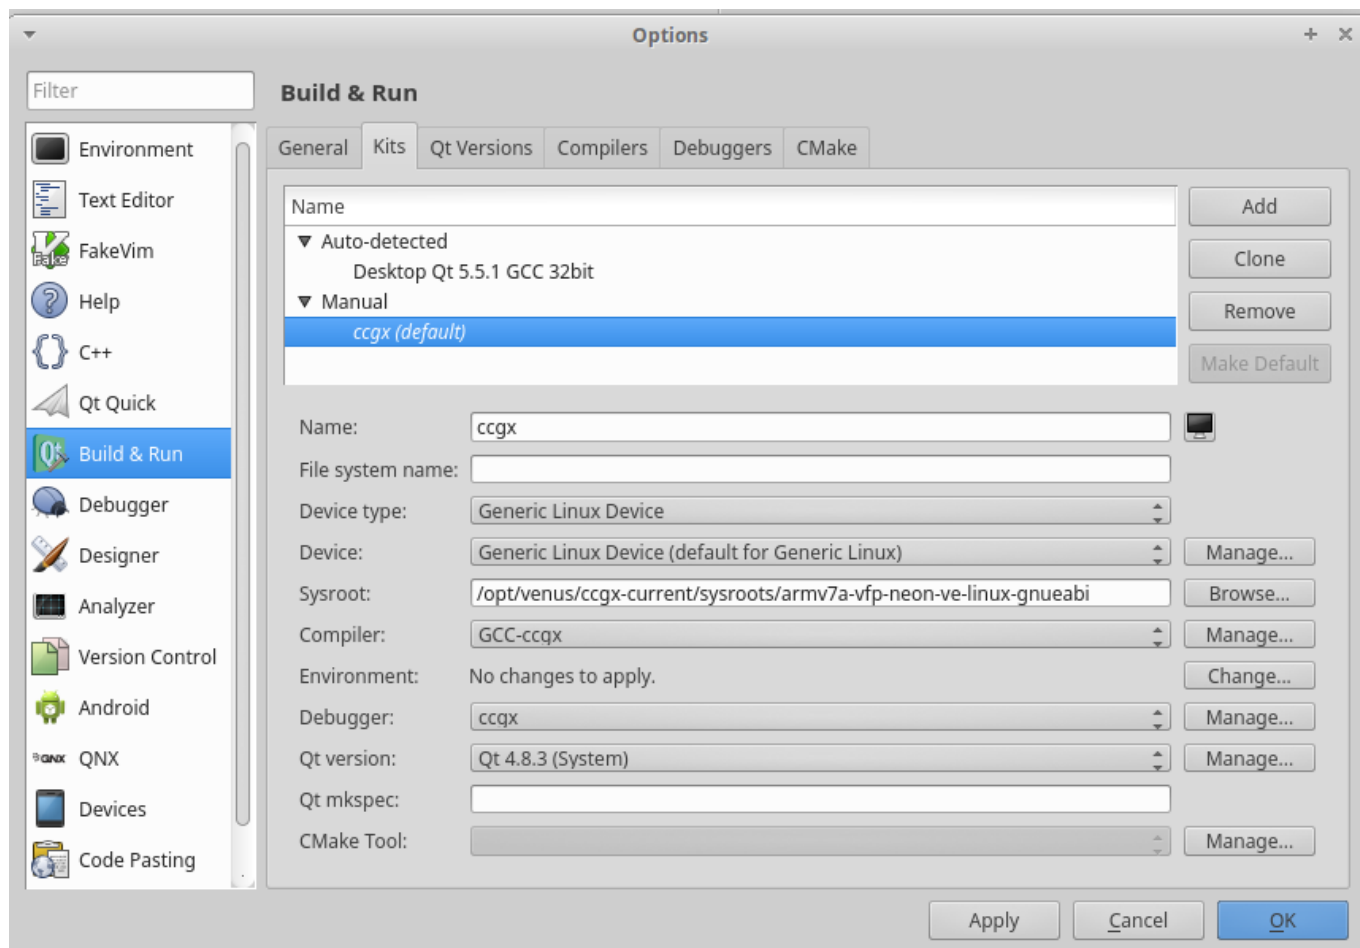 Options
Filter
Build & Run
Environment
Text Editor
FakeVim
Help
C++
Qt Quick
Build & Run
Debugger
Designer
Analyzer
Version Control
Android
QNX
Devices
Code Pasting
General Kits Qt Versions Compilers Debuggers CMake
Name
Auto-detected
Desktop Qt 5.5.1 GCC 32bit
Manual
ccgx (default)
Add
Clone
Remove
Make Default
Name: ccgx
File system name:
Device type: Generic Linux Device
Device: Generic Linux Device (default for Generic Linux) Manage...
Sysroot: /opt/venus/ccgx-current/sysroots/armv7a-vfp-neon-ve-linux-gnueabi Browse...
Compiler: GCC-ccgx Manage...
Environment: No changes to apply. Change...
Debugger: ccgx Manage...
Qt version: Qt 4.8.3 (System) Manage...
Qt mkspec:
CMake Tool: Manage...
Apply Cancel OK